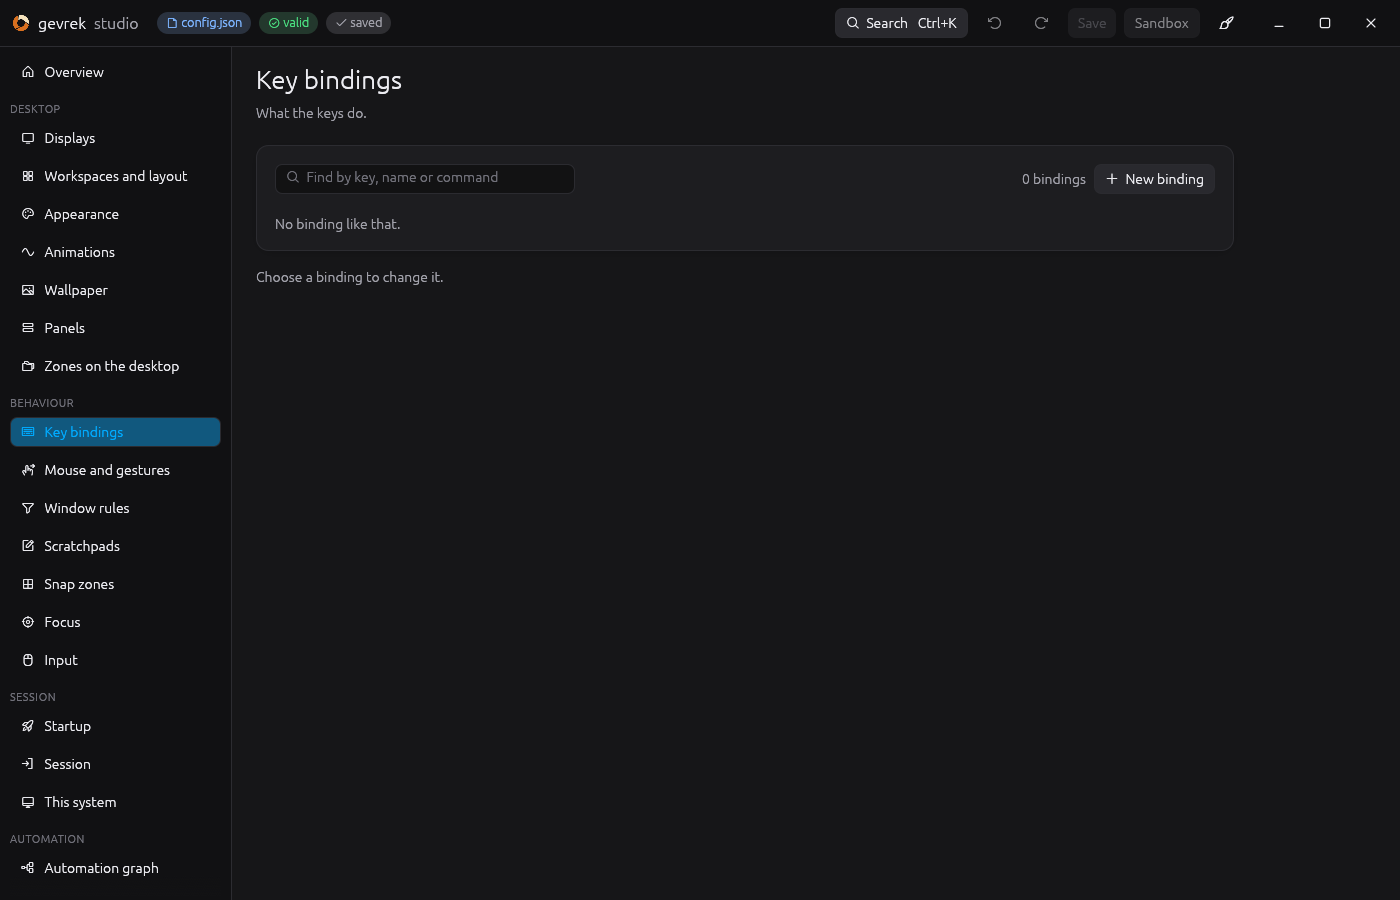 gevrek studio config.json valid saved Search Ctrl+K Save Sandbox
Overview
DESKTOP
Displays
Workspaces and layout
Appearance
Animations
Wallpaper
Panels
Zones on the desktop
BEHAVIOUR
Key bindings
Mouse and gestures
Window rules
Scratchpads
Snap zones
Focus
Input
SESSION
Startup
Session
This system
AUTOMATION
Automation graph
Key bindings
What the keys do.
Find by key, name or command
0 bindings
New binding
No binding like that.
Choose a binding to change it.